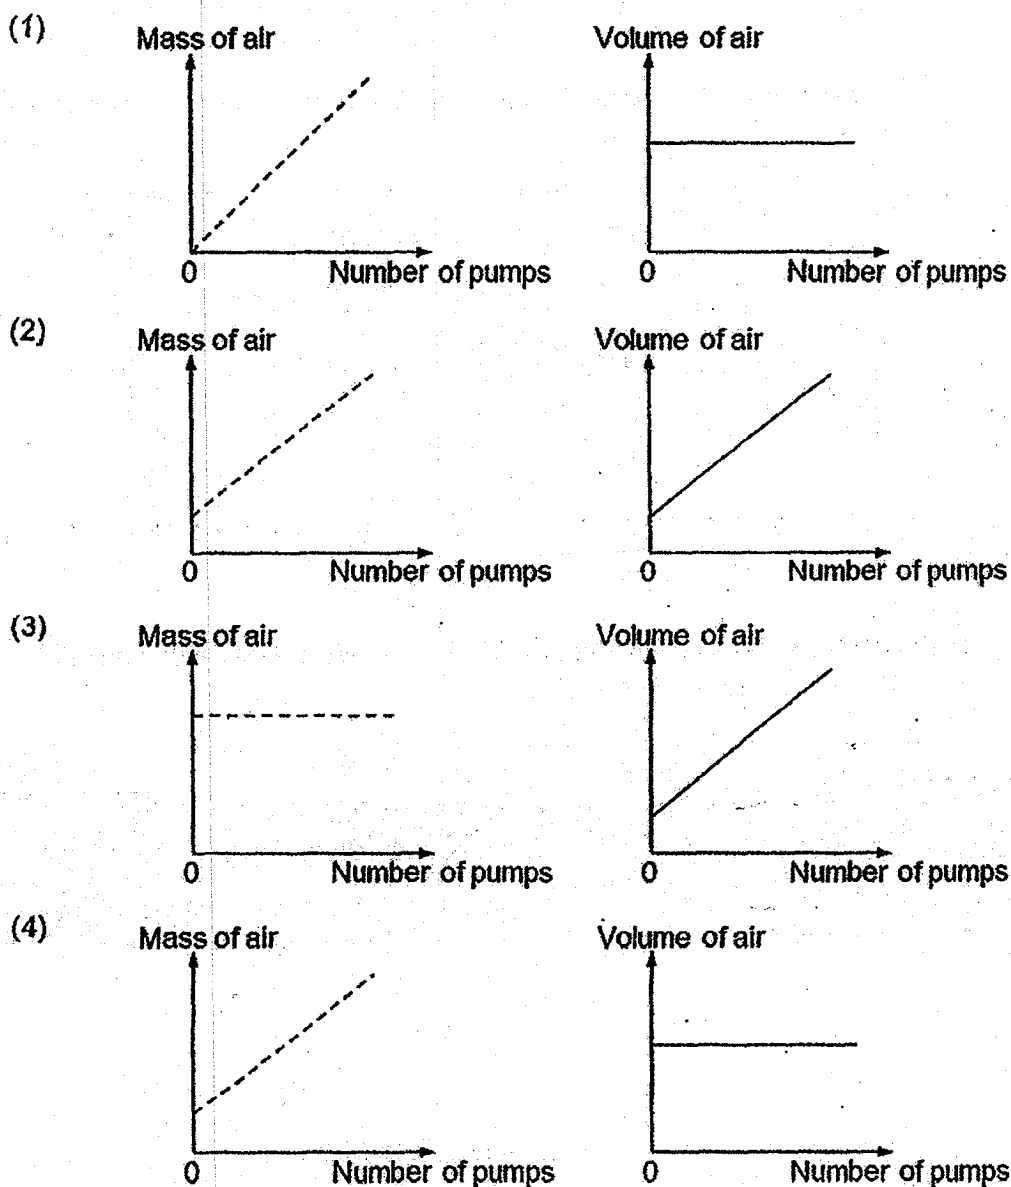 (1)
Mass of air Volume of air
0 Number of pumps 0 Number of pumps
(2)
Mass of air Volume of air
0 Number of pumps 0 Number of pumps
(3)
Mass of air Volume of air
0 Number of pumps 0 Number of pumps
(4)
Mass of air Volume of air
0 Number of pumps 0 Number of pumps